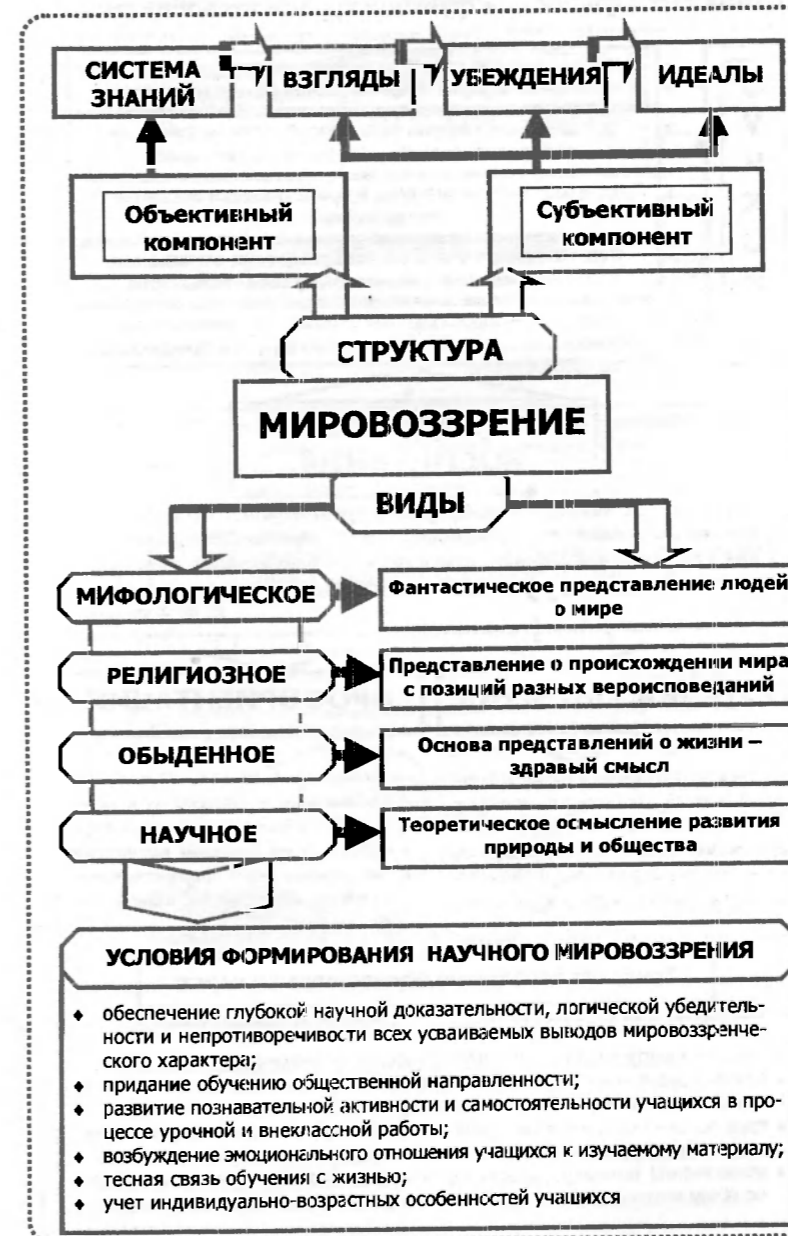 СИСТЕМА
ЗНАНИЙ
ВЗГЛЯДЫ
УБЕЖДЕНИЯ
ИДЕАЛЫ
Объективный
компонент
Субъективный
компонент
СТРУКТУРА
МИРОВОЗЗРЕНИЕ
ВИДЫ
МИФОЛОГИЧЕСКОЕ
Фантастическое представление людей
о мире
РЕЛИГИОЗНОЕ
Представление о происхождении мира
с позиций разных вероисповеданий
ОБЫДЕННОЕ
Основа представлений о жизни –
здравый смысл
НАУЧНОЕ
Теоретическое осмысление развития
природы и общества
УСЛОВИЯ ФОРМИРОВАНИЯ НАУЧНОГО МИРОВОЗЗРЕНИЯ
♦ обеспечение глубокой научной доказательности, логической убедитель-
ности и непротиворечивости всех усваиваемых выводов мировоззренче-
ского характера;
♦ придание обучению общественной направленности;
♦ развитие познавательной активности и самостоятельности учащихся в про-
цессе урочной и внеклассной работы;
♦ возбуждение эмоционального отношения учащихся к изучаемому материалу;
♦ тесная связь обучения с жизнью;
♦ учет индивидуально-возрастных особенностей учащихся